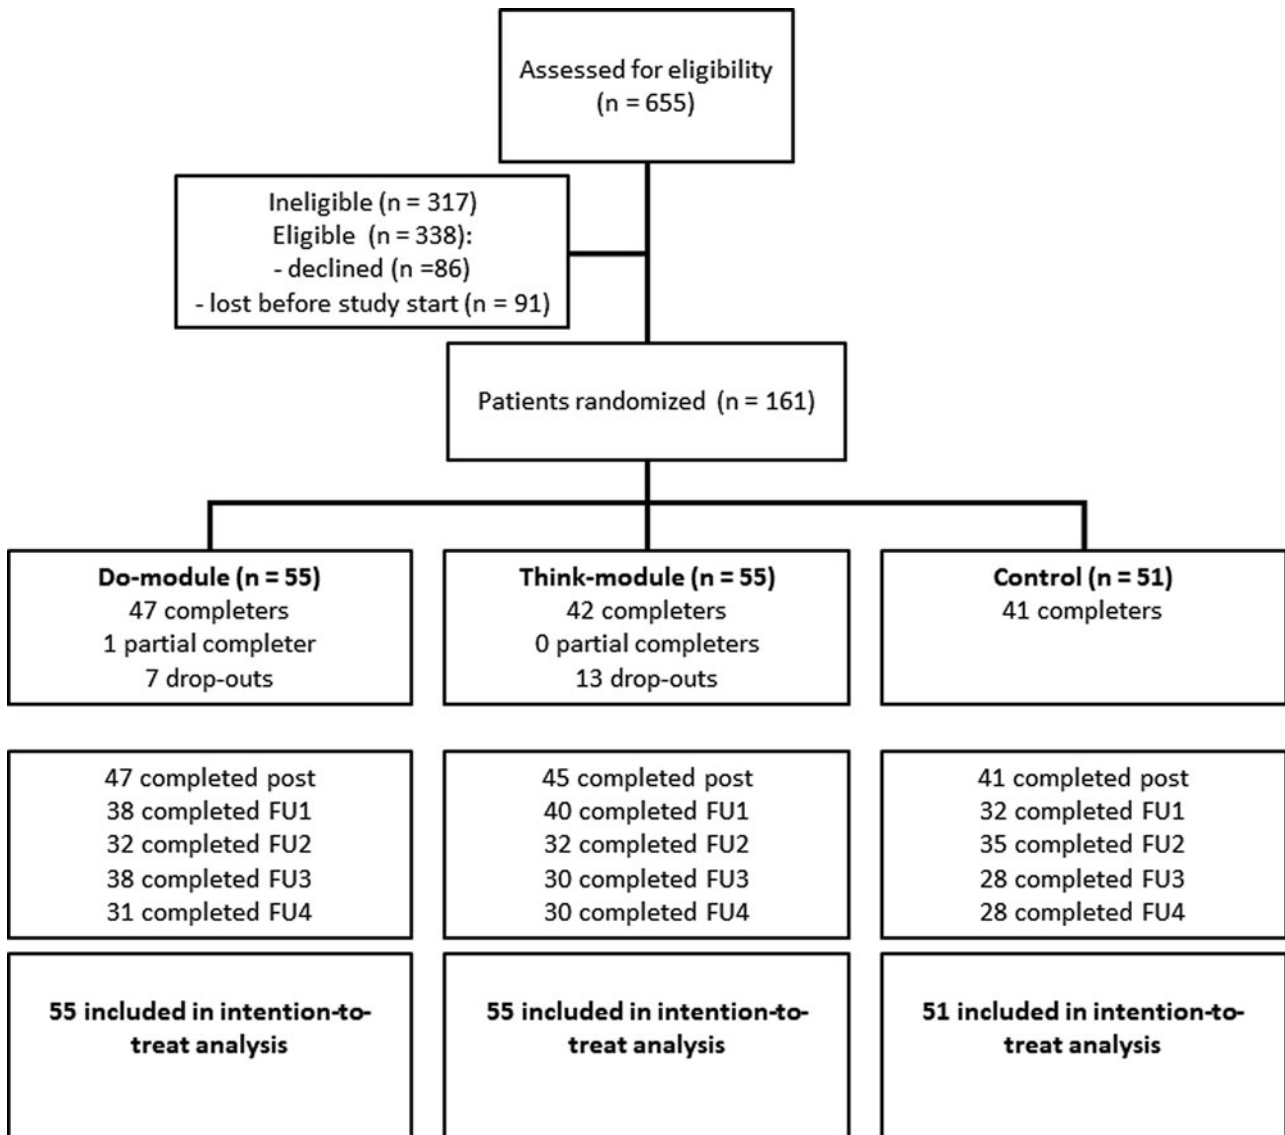 Assessed for eligibility
(n = 655)
Ineligible (n = 317)
Eligible  (n = 338):
- declined (n =86)
- lost before study start (n = 91)
Patients randomized  (n = 161)
Do-module (n = 55)
47 completers
1 partial completer
7 drop-outs
Think-module (n = 55)
42 completers
0 partial completers
13 drop-outs
Control (n = 51)
41 completers
47 completed post
38 completed FU1
32 completed FU2
38 completed FU3
31 completed FU4
45 completed post
40 completed FU1
32 completed FU2
30 completed FU3
30 completed FU4
41 completed post
32 completed FU1
35 completed FU2
28 completed FU3
28 completed FU4
55 included in intention-to-
treat analysis
55 included in intention-to-
treat analysis
51 included in intention-to-
treat analysis